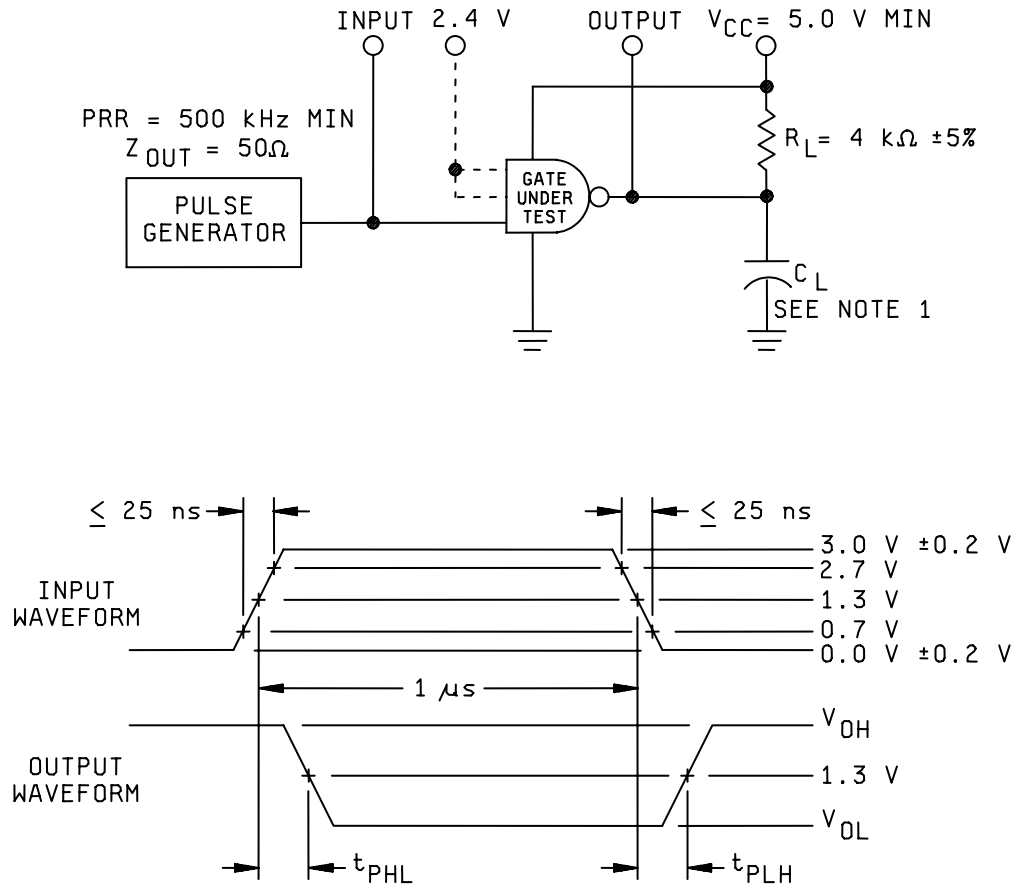 INPUT 2.4 V OUTPUT VCC= 5.0 V MIN
PRR = 500 kHz MIN
ZOUT = 50Ω
RL= 4 kΩ ±5%
GATE
UNDER
TEST
PULSE
GENERATOR
CL
SEE NOTE 1
≤ 25 ns ≤ 25 ns
3.0 V ±0.2 V
2.7 V
INPUT
WAVEFORM
1.3 V
0.7 V
0.0 V ±0.2 V
1 µs
VOH
OUTPUT
WAVEFORM
1.3 V
VOL
tPHL tPLH